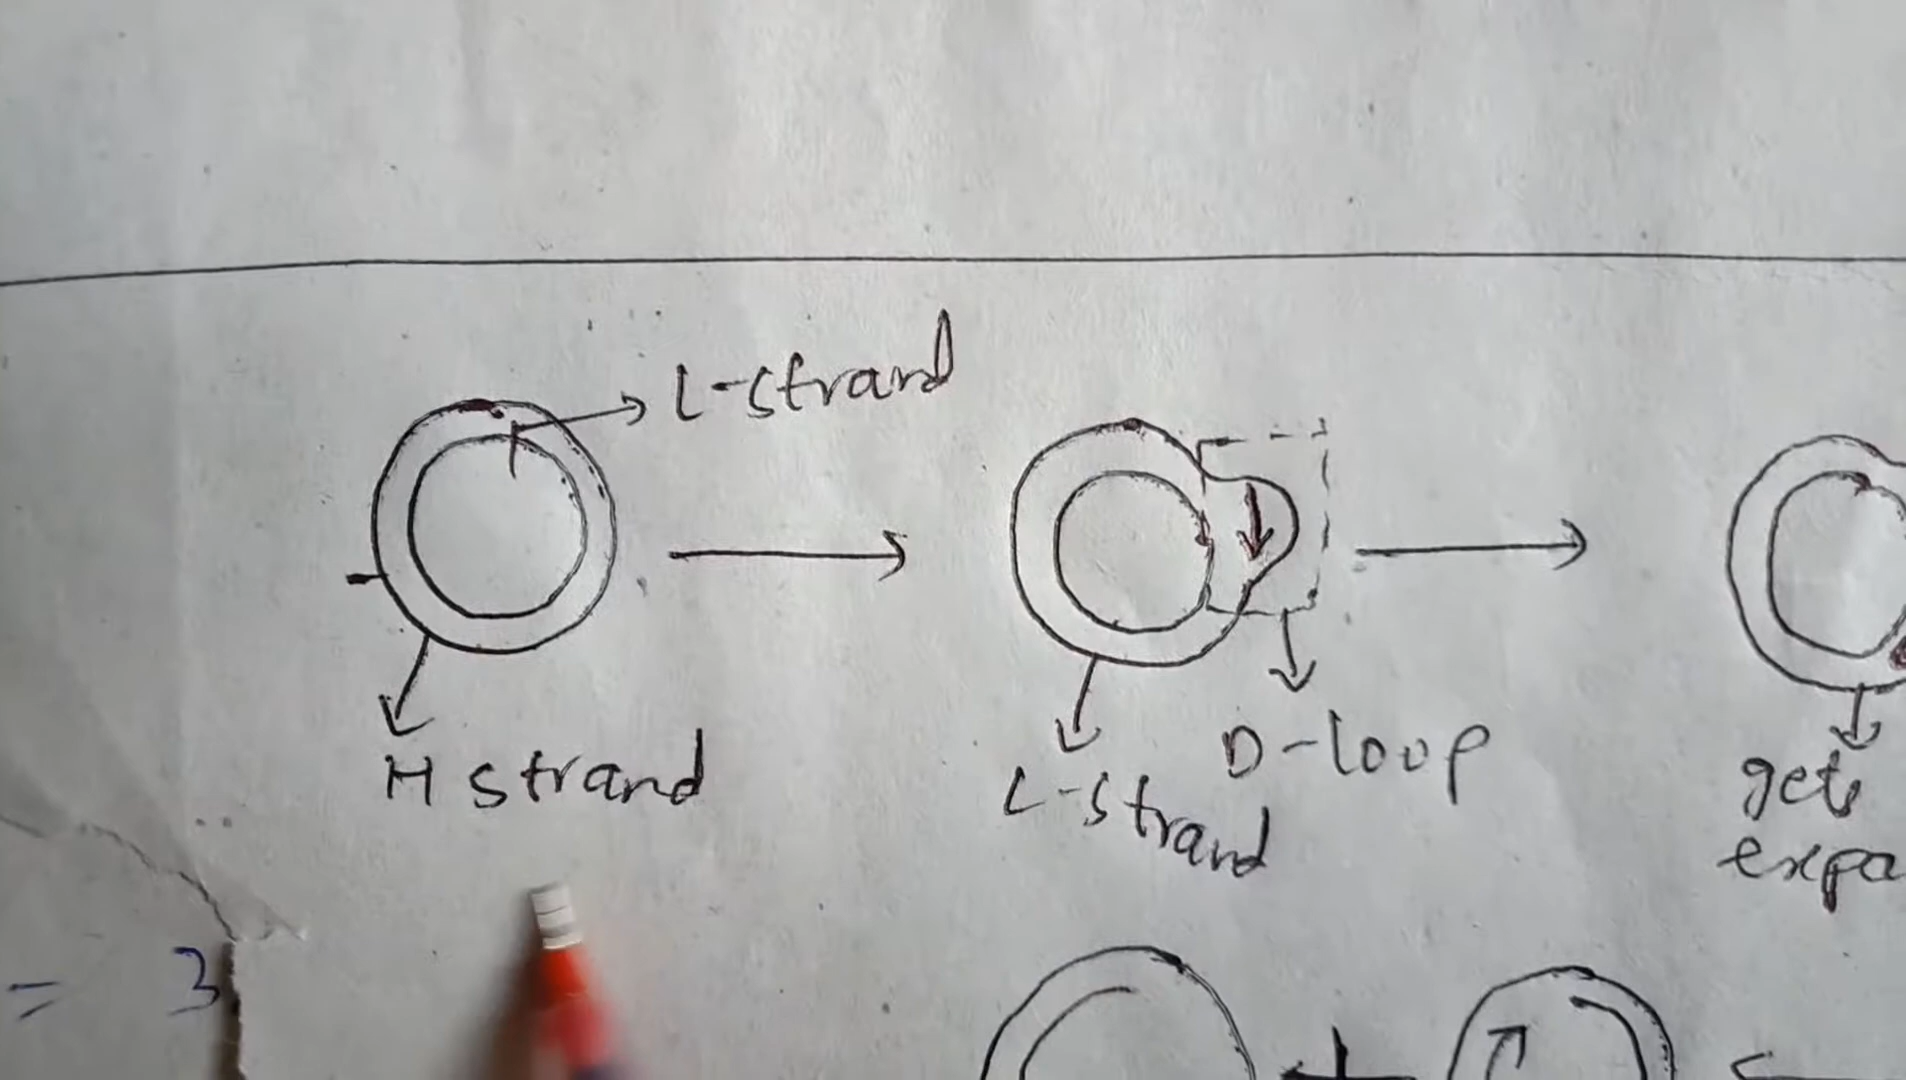 L-strand
H strand
D-loop
L-strand
gets
expa
= 3